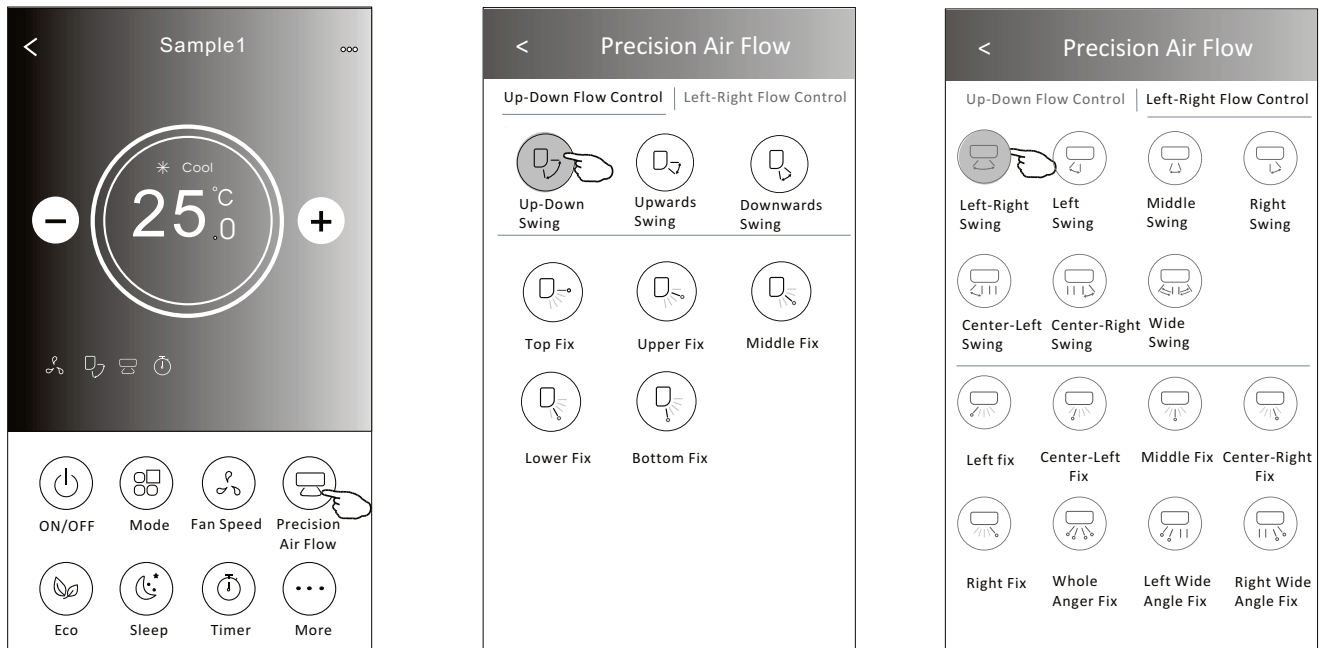 < Sample1 ooo
✳ Cool
25.0 °C
− +
ON/OFF Mode Fan Speed Precision
Air Flow
Eco Sleep Timer More
< Precision Air Flow
Up-Down Flow Control | Left-Right Flow Control
Up-Down Upwards Downwards
Swing Swing Swing
Top Fix Upper Fix Middle Fix
Lower Fix Bottom Fix
< Precision Air Flow
Up-Down Flow Control | Left-Right Flow Control
Left-Right Left Middle Right
Swing Swing Swing Swing
Center-Left Center-Right Wide
Swing Swing Swing
Left fix Center-Left Middle Fix Center-Right
Fix Fix
Right Fix Whole Left Wide Right Wide
Anger Fix Angle Fix Angle Fix